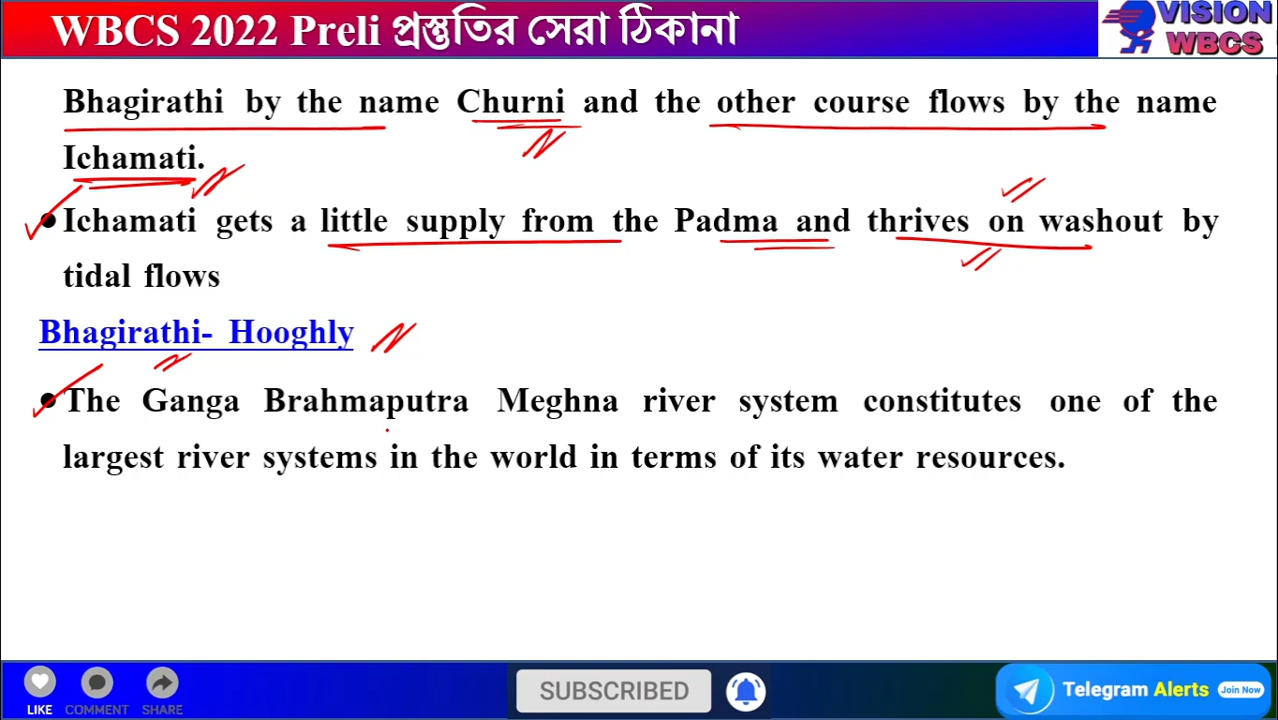 WBCS 2022 Preli প্রস্তুতির সেরা ঠিকানা
VISION
WBCS
Bhagirathi by the name Churni and the other course flows by the name
Ichamati.
● Ichamati gets a little supply from the Padma and thrives on washout by
tidal flows
Bhagirathi- Hooghly
● The Ganga Brahmaputra Meghna river system constitutes one of the
largest river systems in the world in terms of its water resources.
LIKE COMMENT SHARE
SUBSCRIBED
Telegram Alerts Join Now